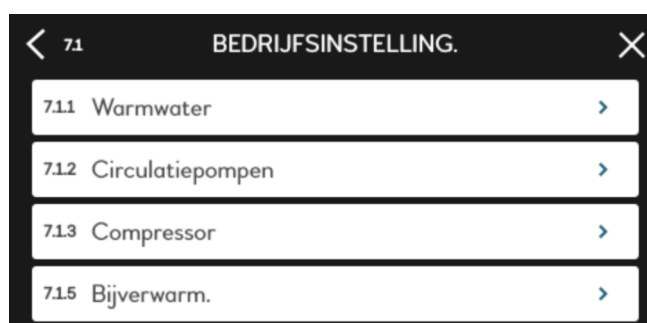 7.1 BEDRIJFSINSTELLING.
7.1.1 Warmwater
7.1.2 Circulatiepompen
7.1.3 Compressor
7.1.5 Bijverwarm.